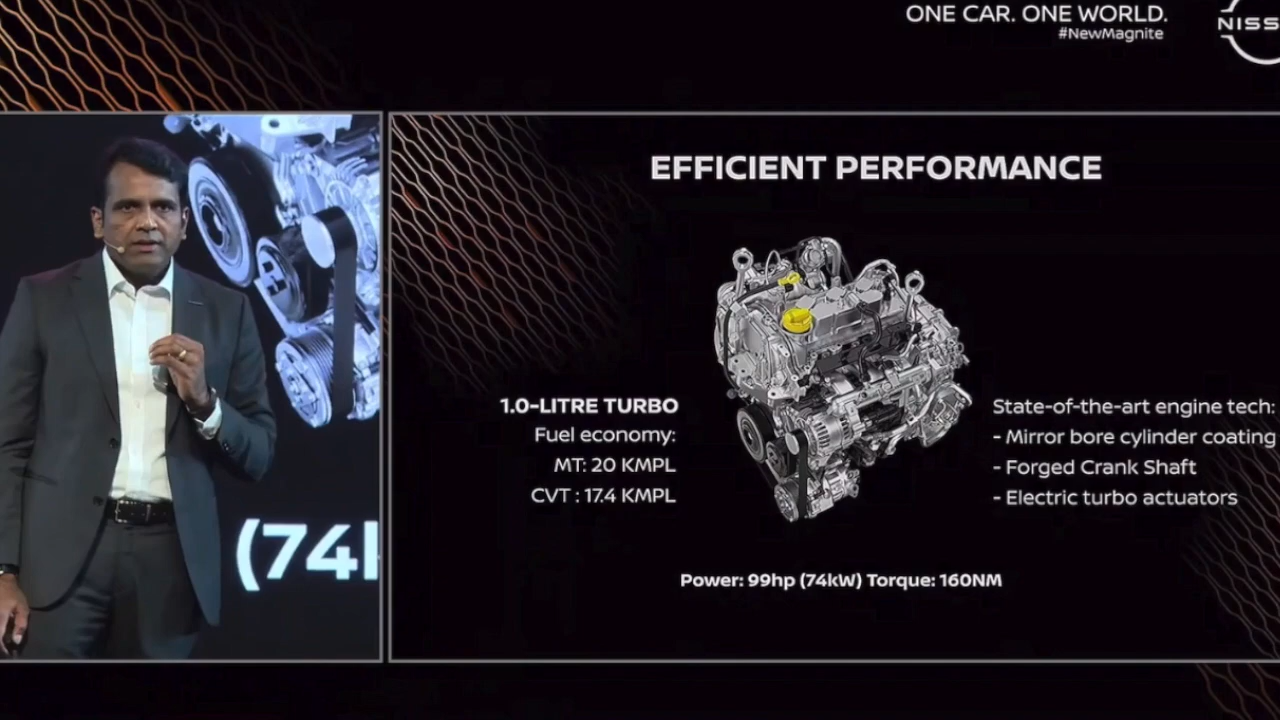 ONE CAR. ONE WORLD.
#NewMagnite
NISS
EFFICIENT PERFORMANCE
1.0-LITRE TURBO
Fuel economy:
MT: 20 KMPL
CVT : 17.4 KMPL
State-of-the-art engine tech:
- Mirror bore cylinder coating
- Forged Crank Shaft
- Electric turbo actuators
(74k
Power: 99hp (74kW) Torque: 160NM